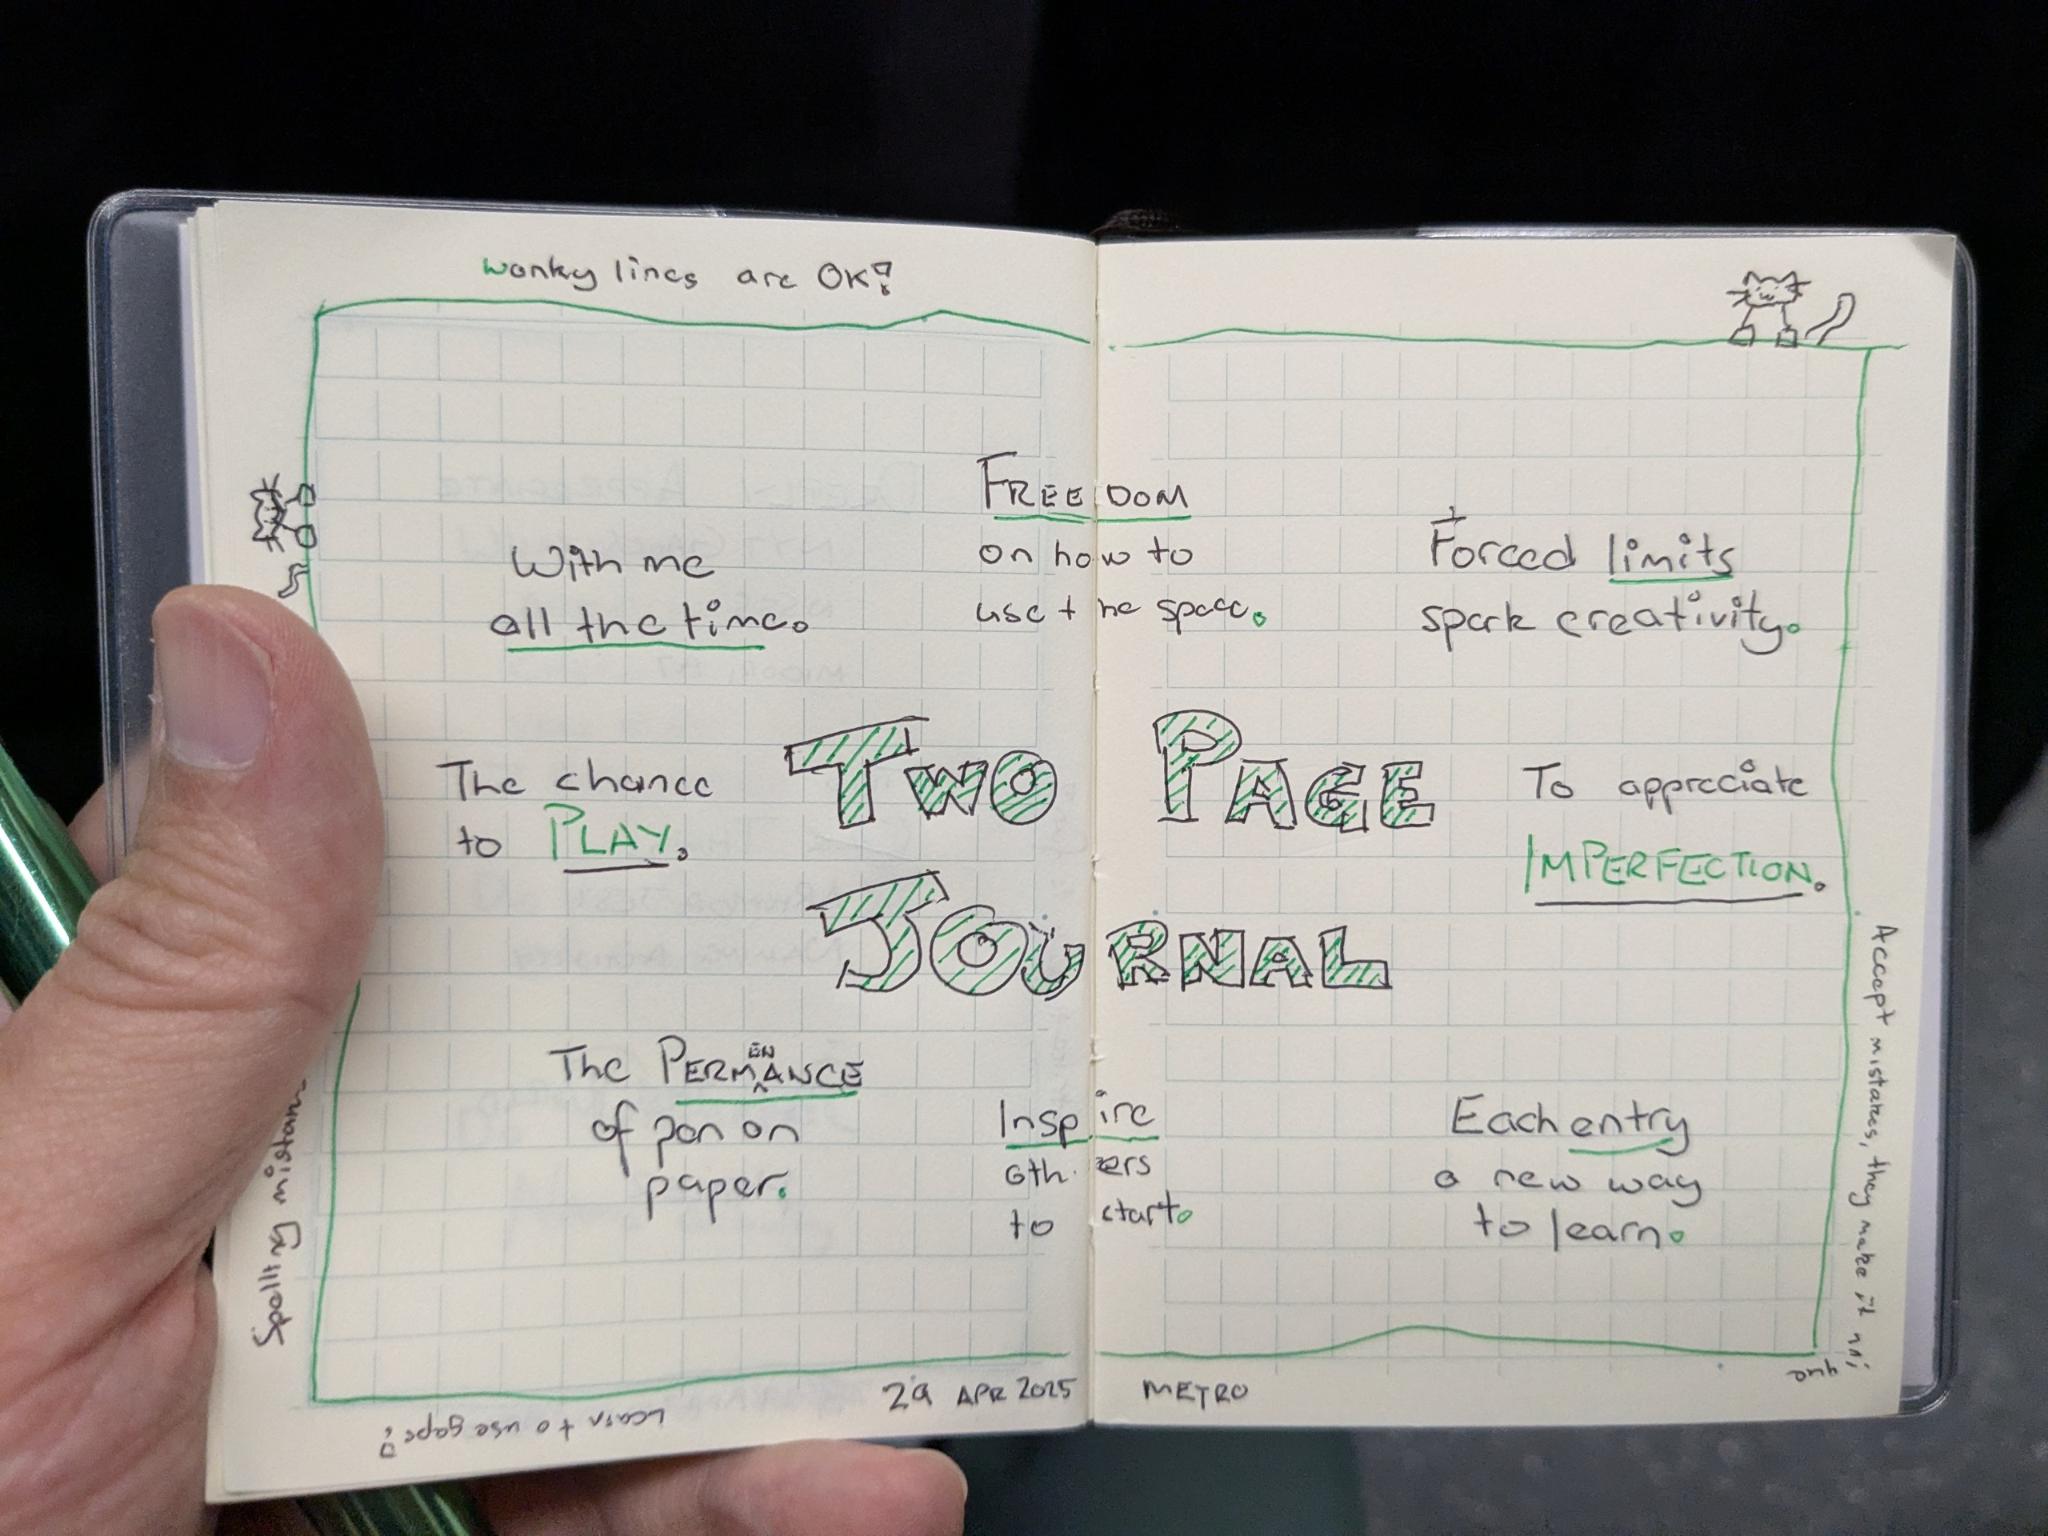 Wonky lines are OK!
With me
all the time.
FREEDOM
on how to
use the space.
Forced limits
spark creativity.
The chance
to PLAY.
TWO PAGE
JOURNAL
To appreciate
IMPERFECTION.
The PERMENANCE
of pen on
paper.
Inspire
others
to start.
Each entry
a new way
to learn.
Accept mistakes, they make it uni
que
29 APR 2025 METRO
Learn to use gaps!
Spelling